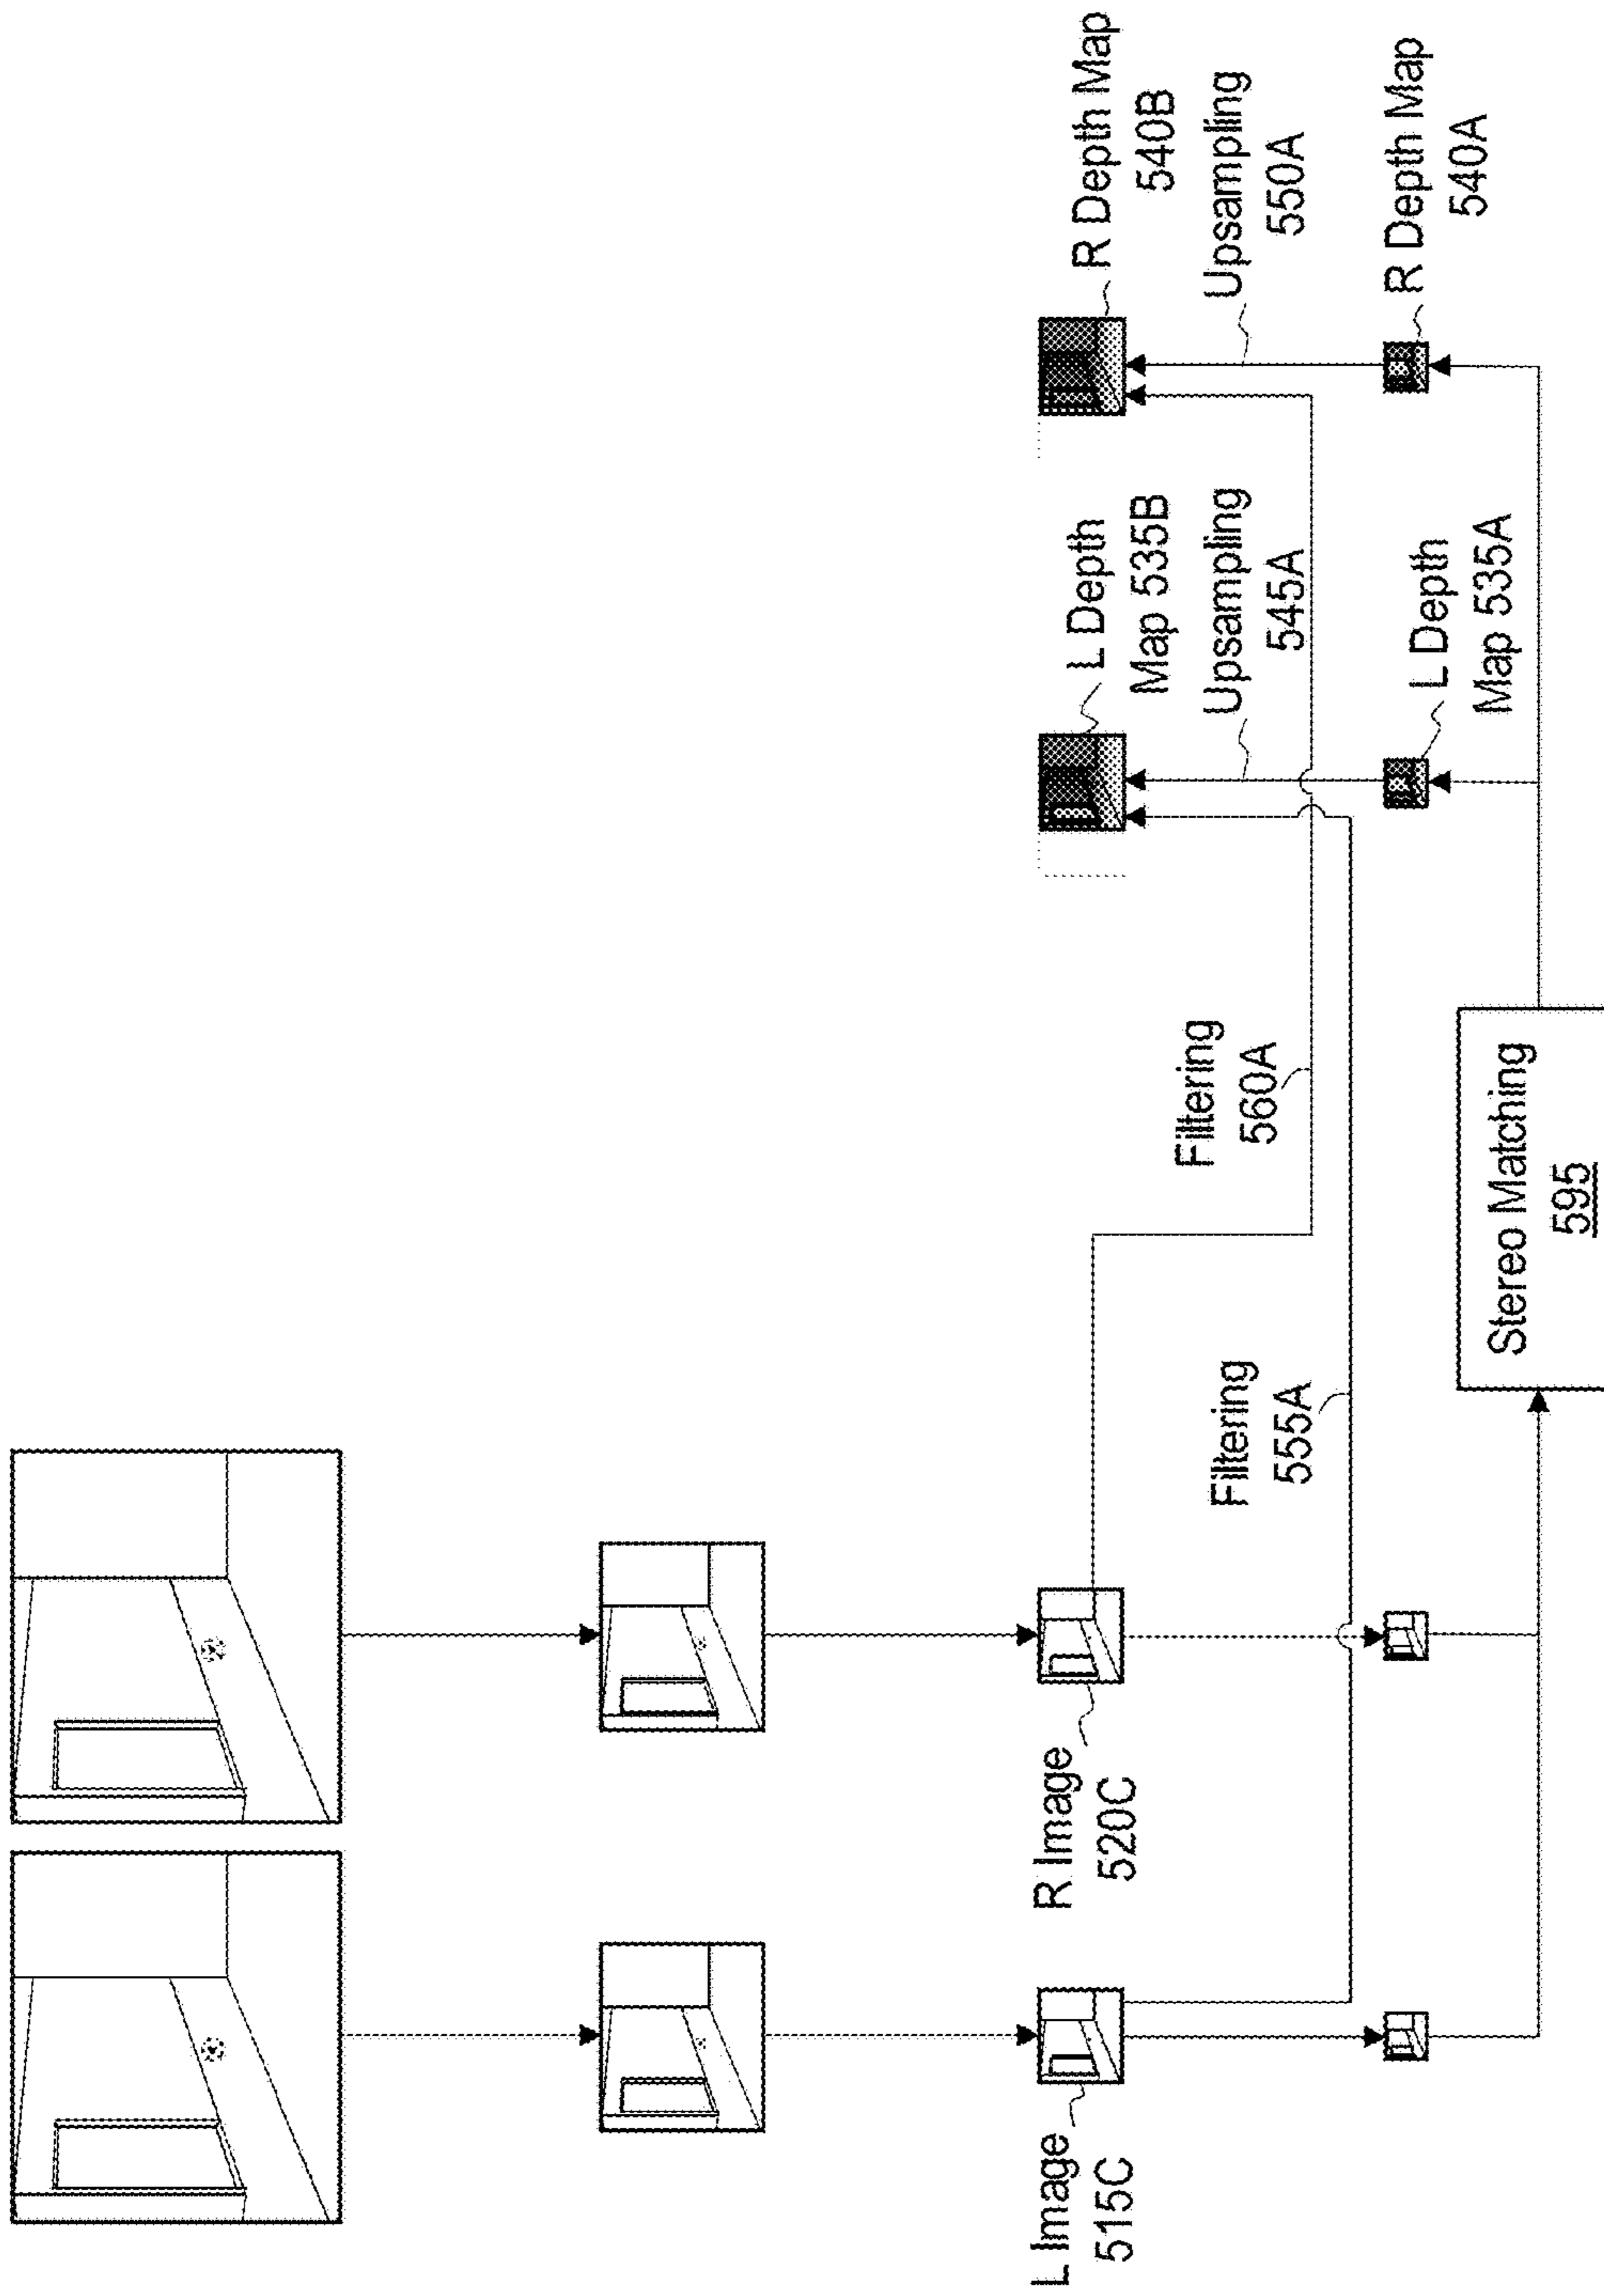 L Image
515C
R Image
520C
Filtering
555A
Filtering
560A
L Depth
Map 535B
Upsampling
545A
R Depth Map
540B
Upsampling
550A
L Depth
Map 535A
R Depth Map
540A
Stereo Matching
595